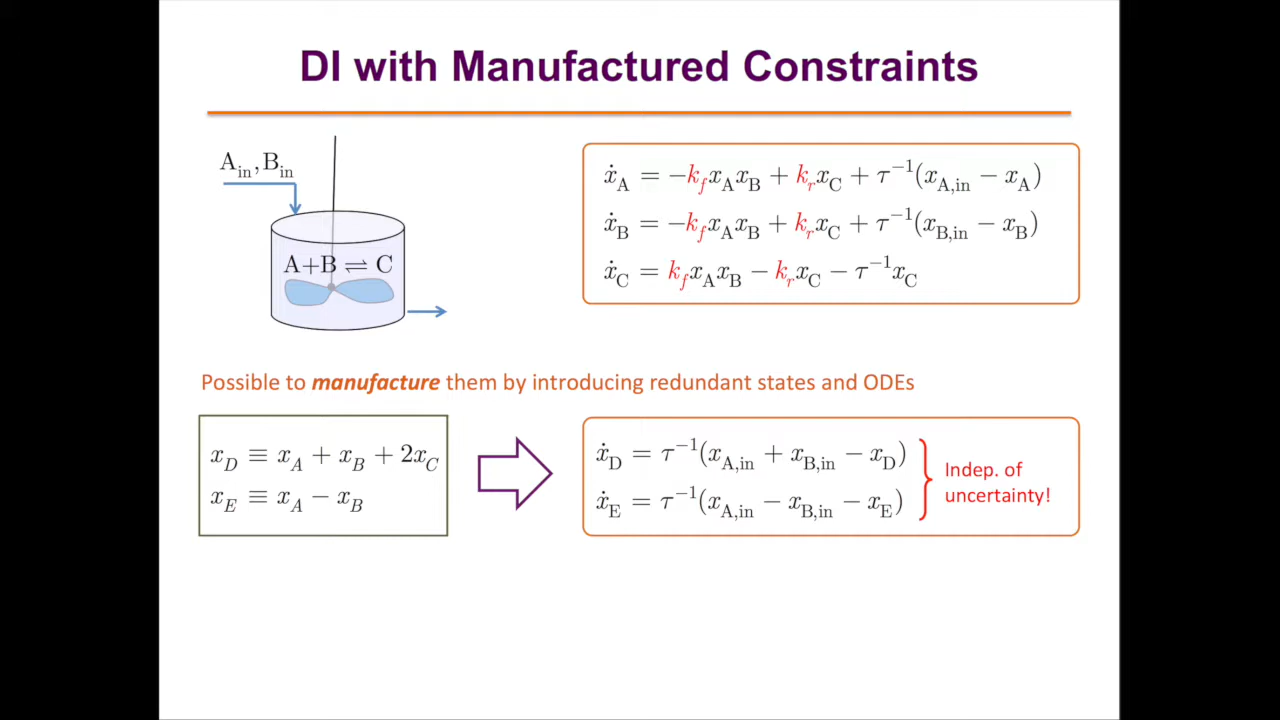 DI with Manufactured Constraints
A_in, B_in
A+B ⇌ C
ẋ_A = −k_f x_A x_B + k_r x_C + τ^−1(x_A,in − x_A)
ẋ_B = −k_f x_A x_B + k_r x_C + τ^−1(x_B,in − x_B)
ẋ_C = k_f x_A x_B − k_r x_C − τ^−1 x_C
Possible to manufacture them by introducing redundant states and ODEs
x_D ≡ x_A + x_B + 2x_C
x_E ≡ x_A − x_B
ẋ_D = τ^−1(x_A,in + x_B,in − x_D)
ẋ_E = τ^−1(x_A,in − x_B,in − x_E)
Indep. of
uncertainty!